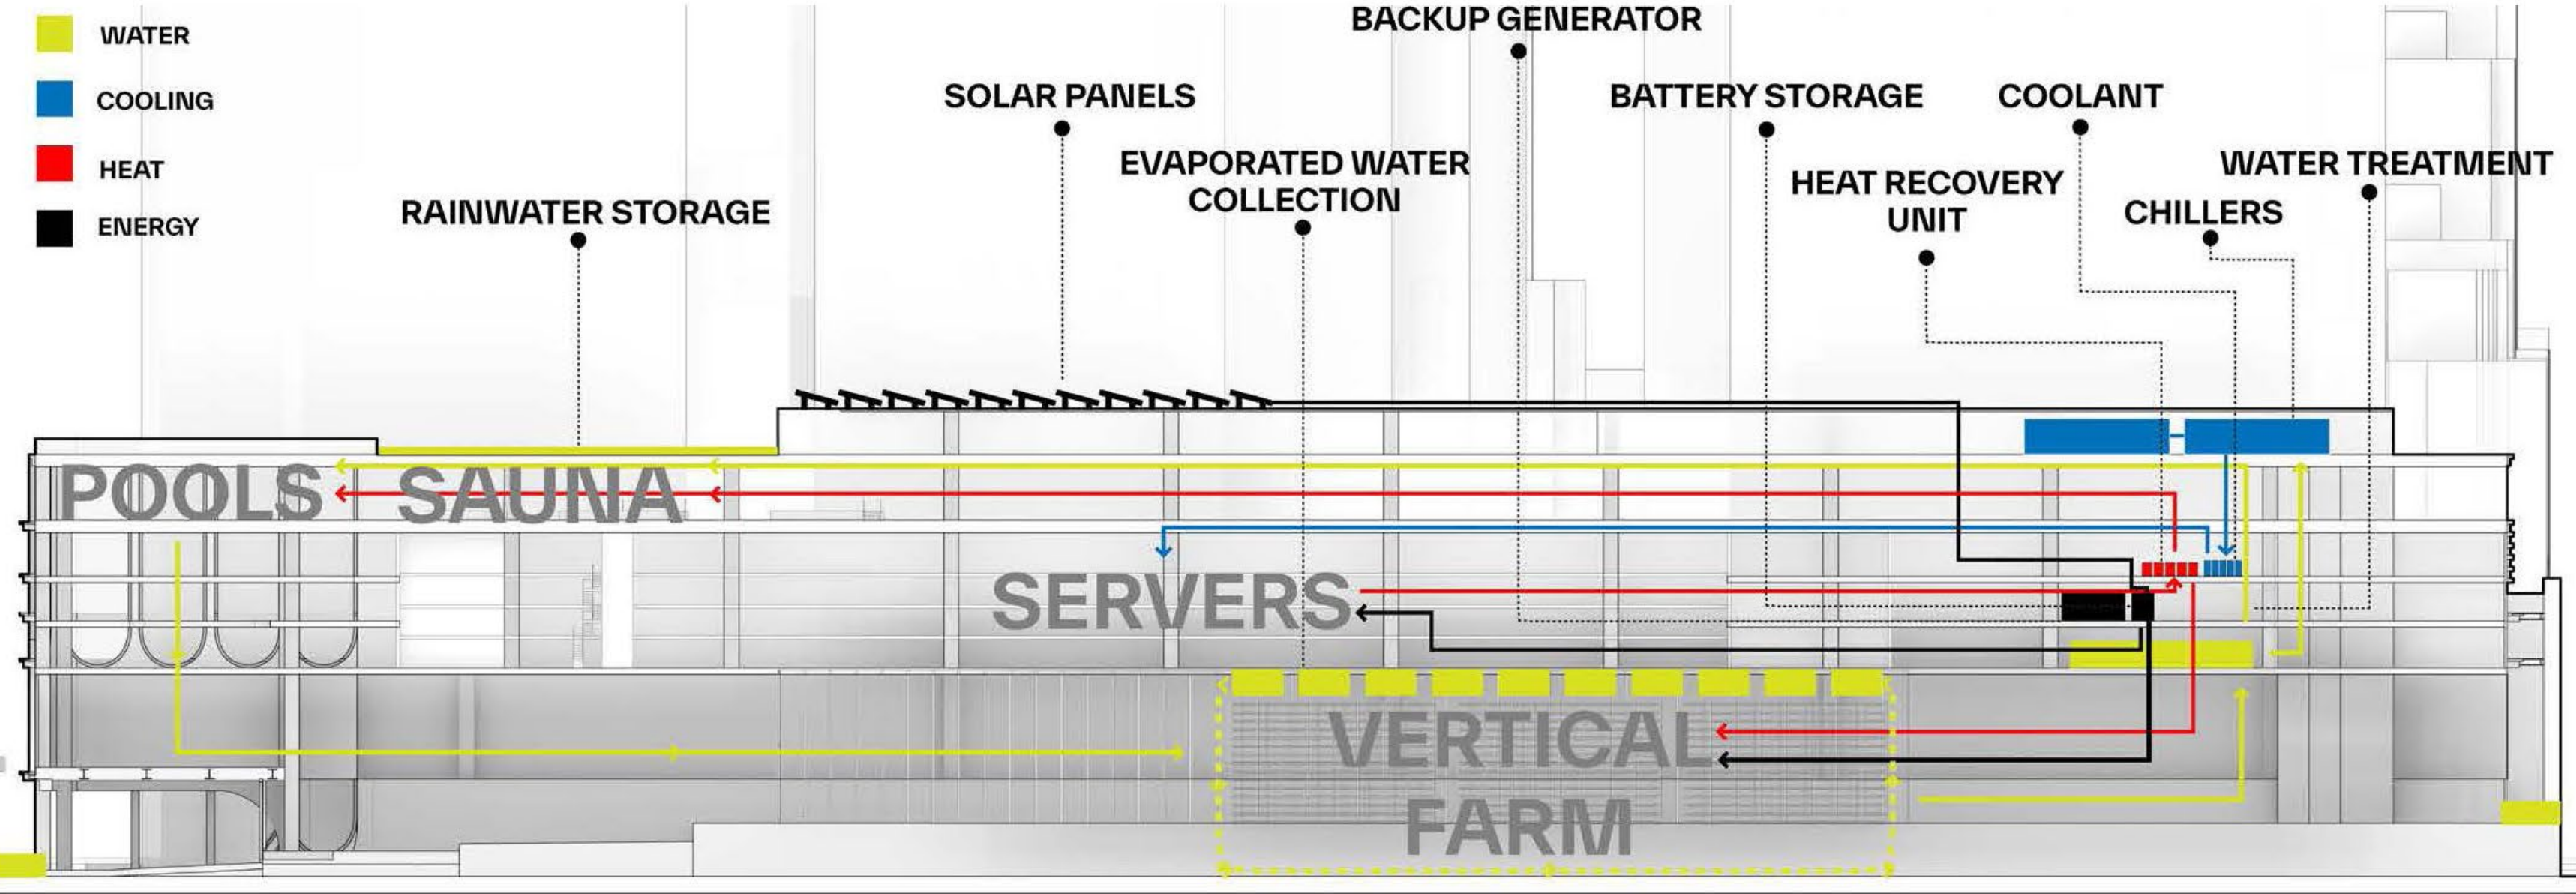 WATER
COOLING
HEAT
ENERGY
RAINWATER STORAGE
SOLAR PANELS
EVAPORATED WATER
COLLECTION
BACKUP GENERATOR
BATTERY STORAGE
HEAT RECOVERY
UNIT
COOLANT
CHILLERS
WATER TREATMENT
POOLS
SAUNA
SERVERS
VERTICAL
FARM